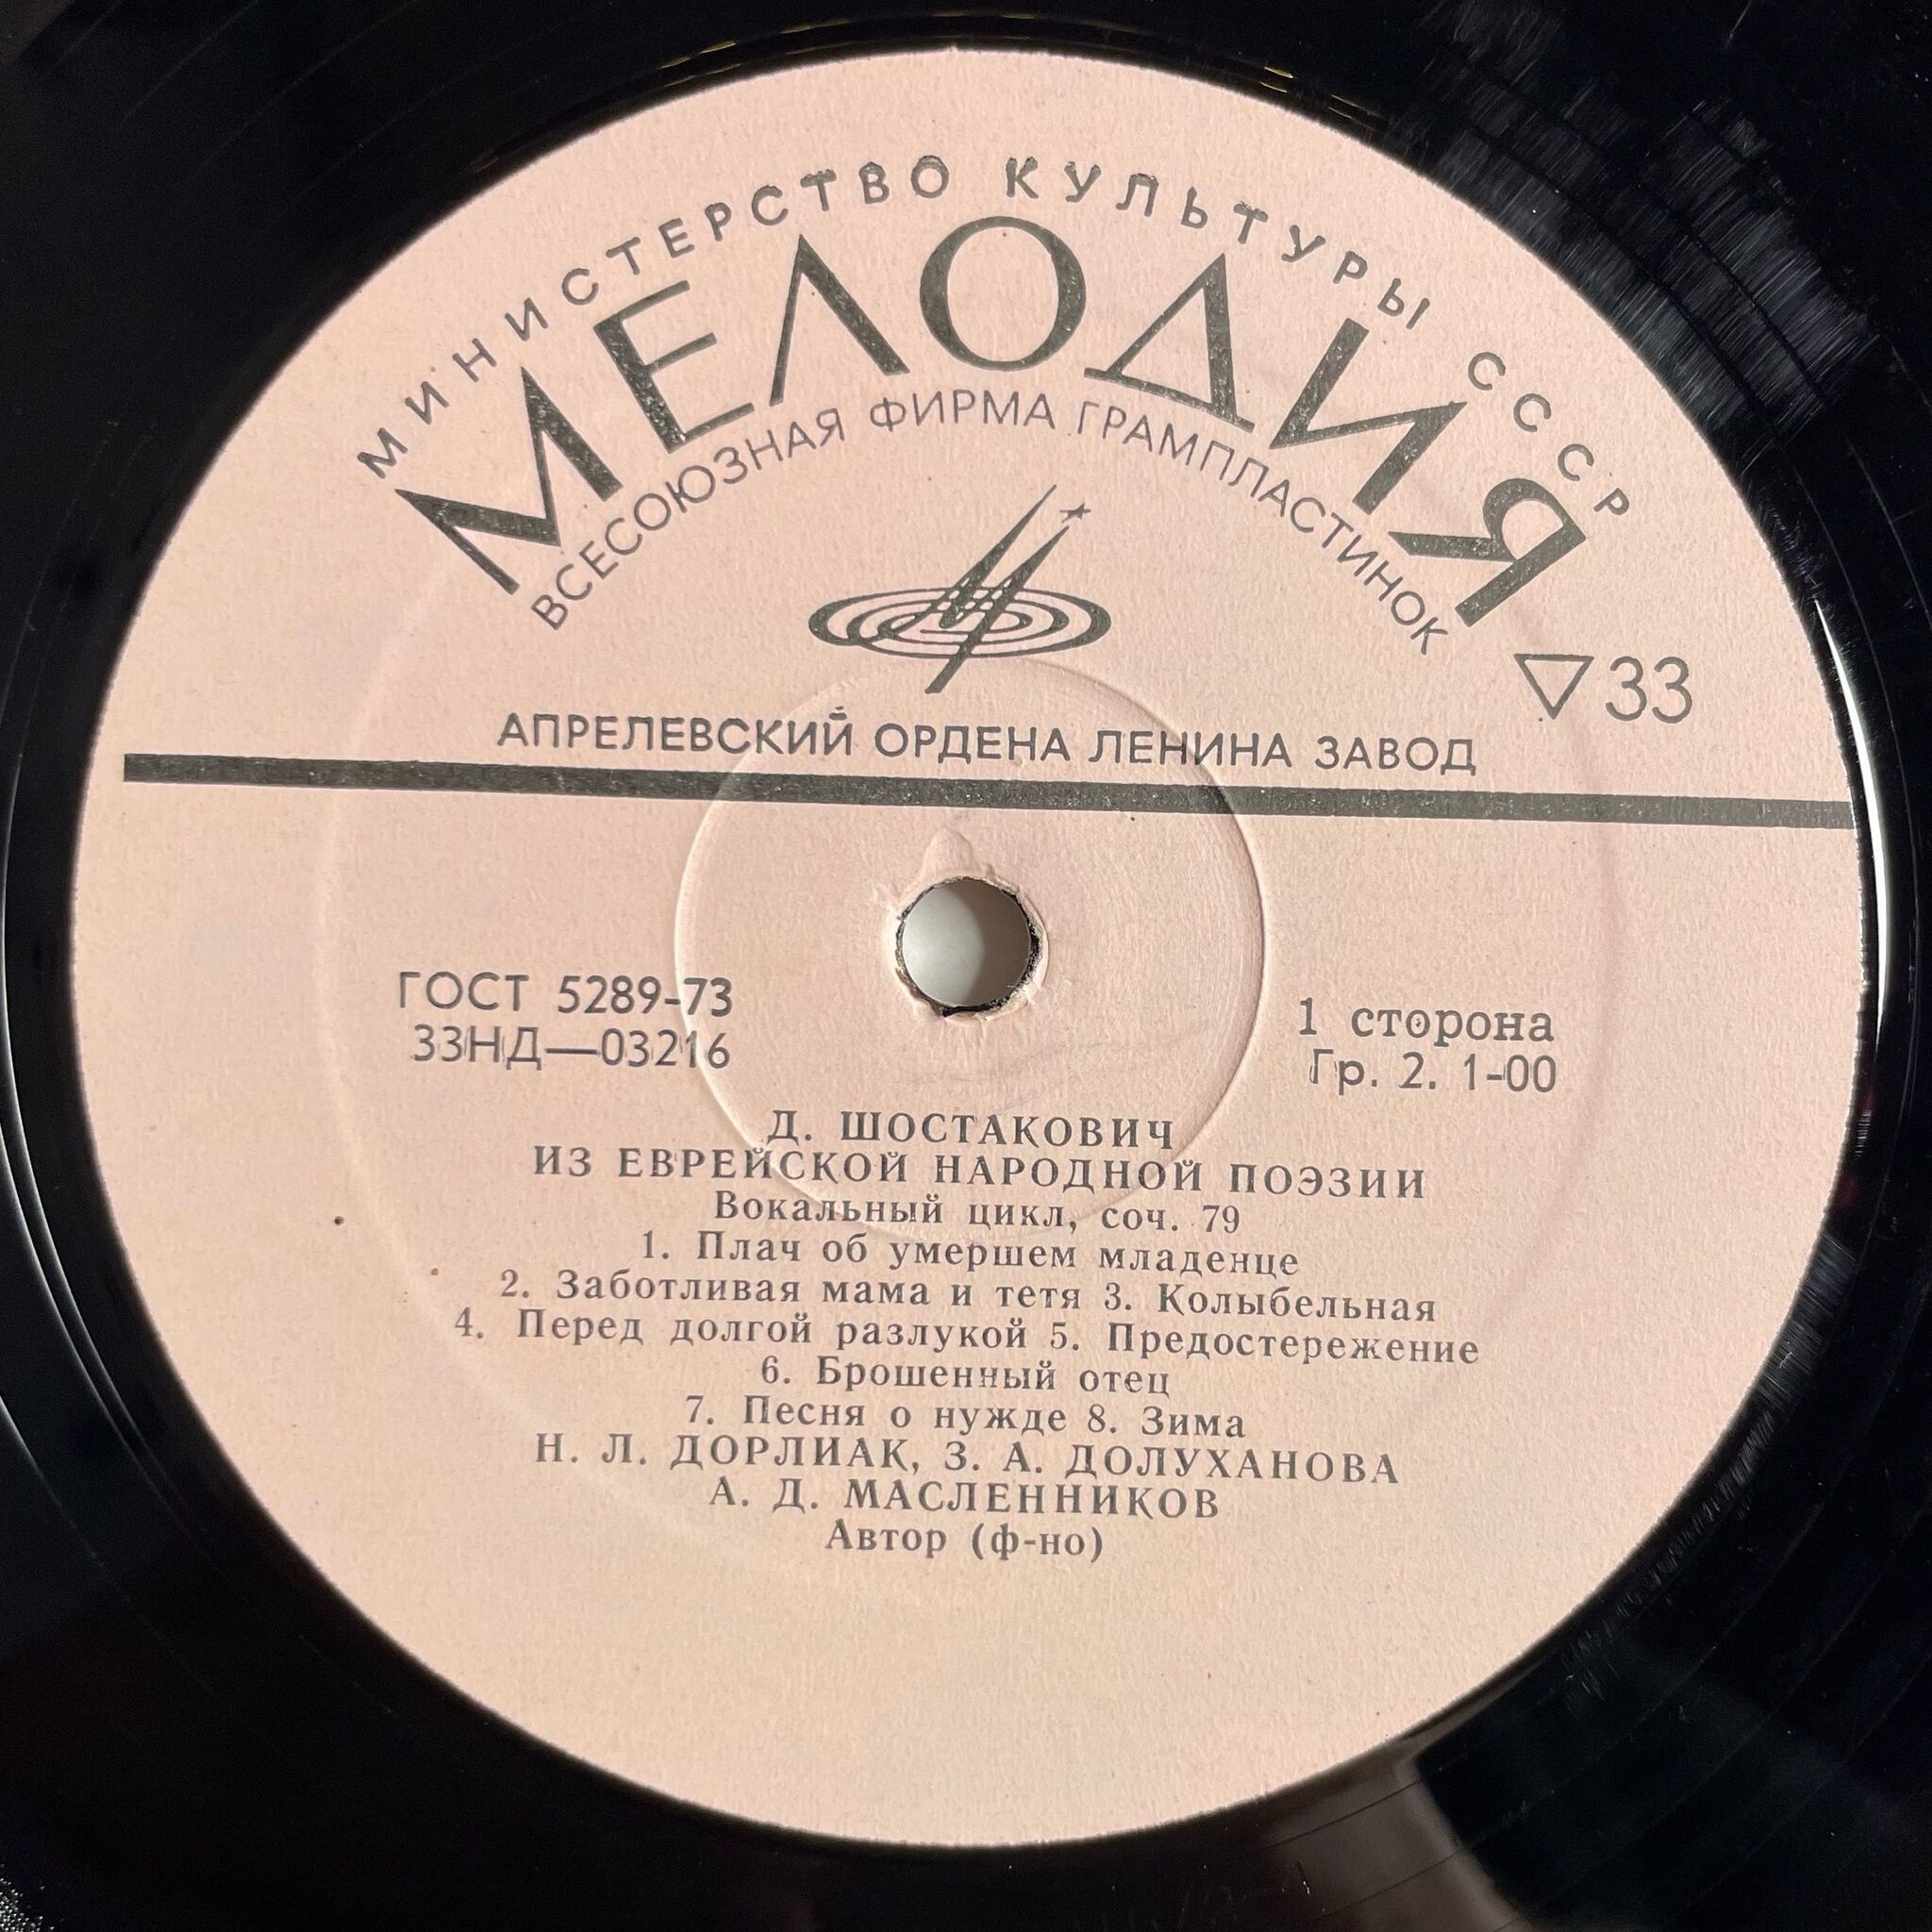 МИНИСТЕРСТВО КУЛЬТУРЫ СССР
МЕЛОДИЯ
ВСЕСОЮЗНАЯ ФИРМА ГРАМПЛАСТИНОК
▽33
АПРЕЛЕВСКИЙ ОРДЕНА ЛЕНИНА ЗАВОД
ГОСТ 5289-73
33НД—03216
1 сторона
Гр. 2. 1-00
Д. ШОСТАКОВИЧ
ИЗ ЕВРЕЙСКОЙ НАРОДНОЙ ПОЭЗИИ
Вокальный цикл, соч. 79
1. Плач об умершем младенце
2. Заботливая мама и тетя 3. Колыбельная
4. Перед долгой разлукой 5. Предостережение
6. Брошенный отец
7. Песня о нужде 8. Зима
Н. Л. ДОРЛИАК, З. А. ДОЛУХАНОВА
А. Д. МАСЛЕННИКОВ
Автор (ф-но)